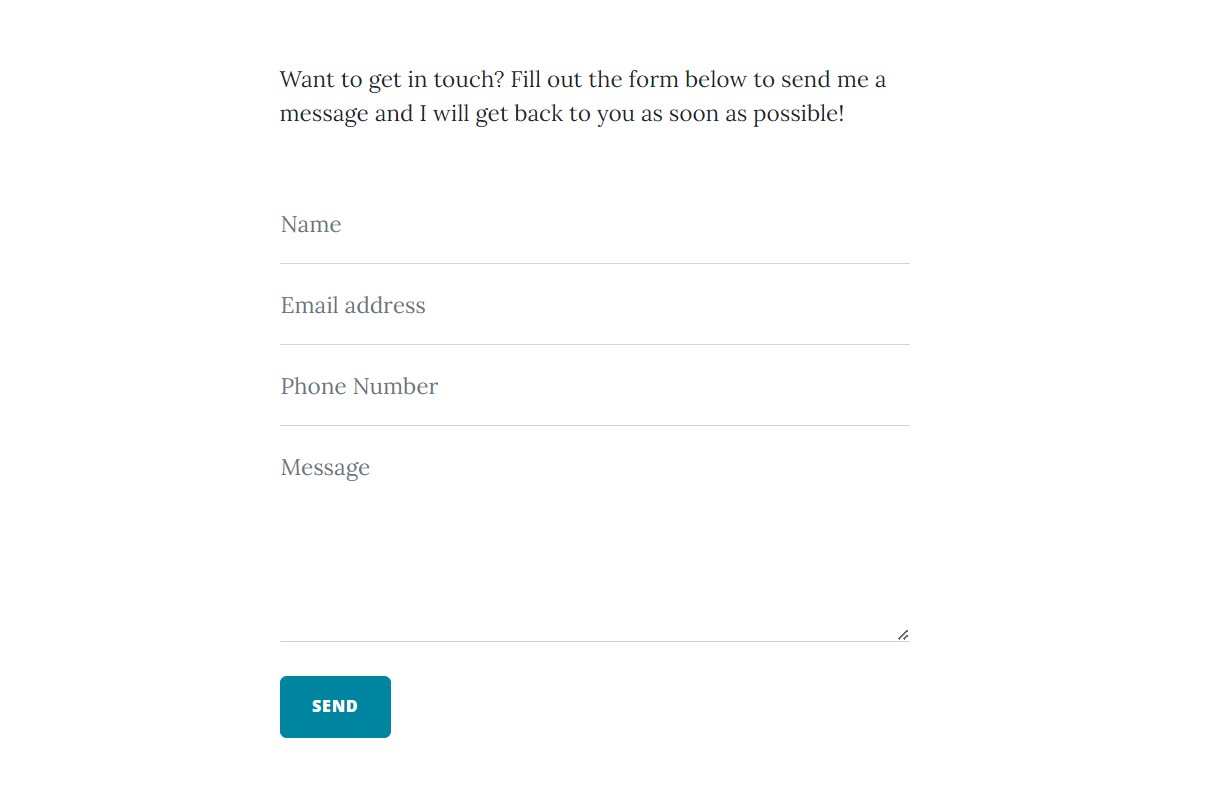 Want to get in touch? Fill out the form below to send me a
message and I will get back to you as soon as possible!
Name
Email address
Phone Number
Message
SEND